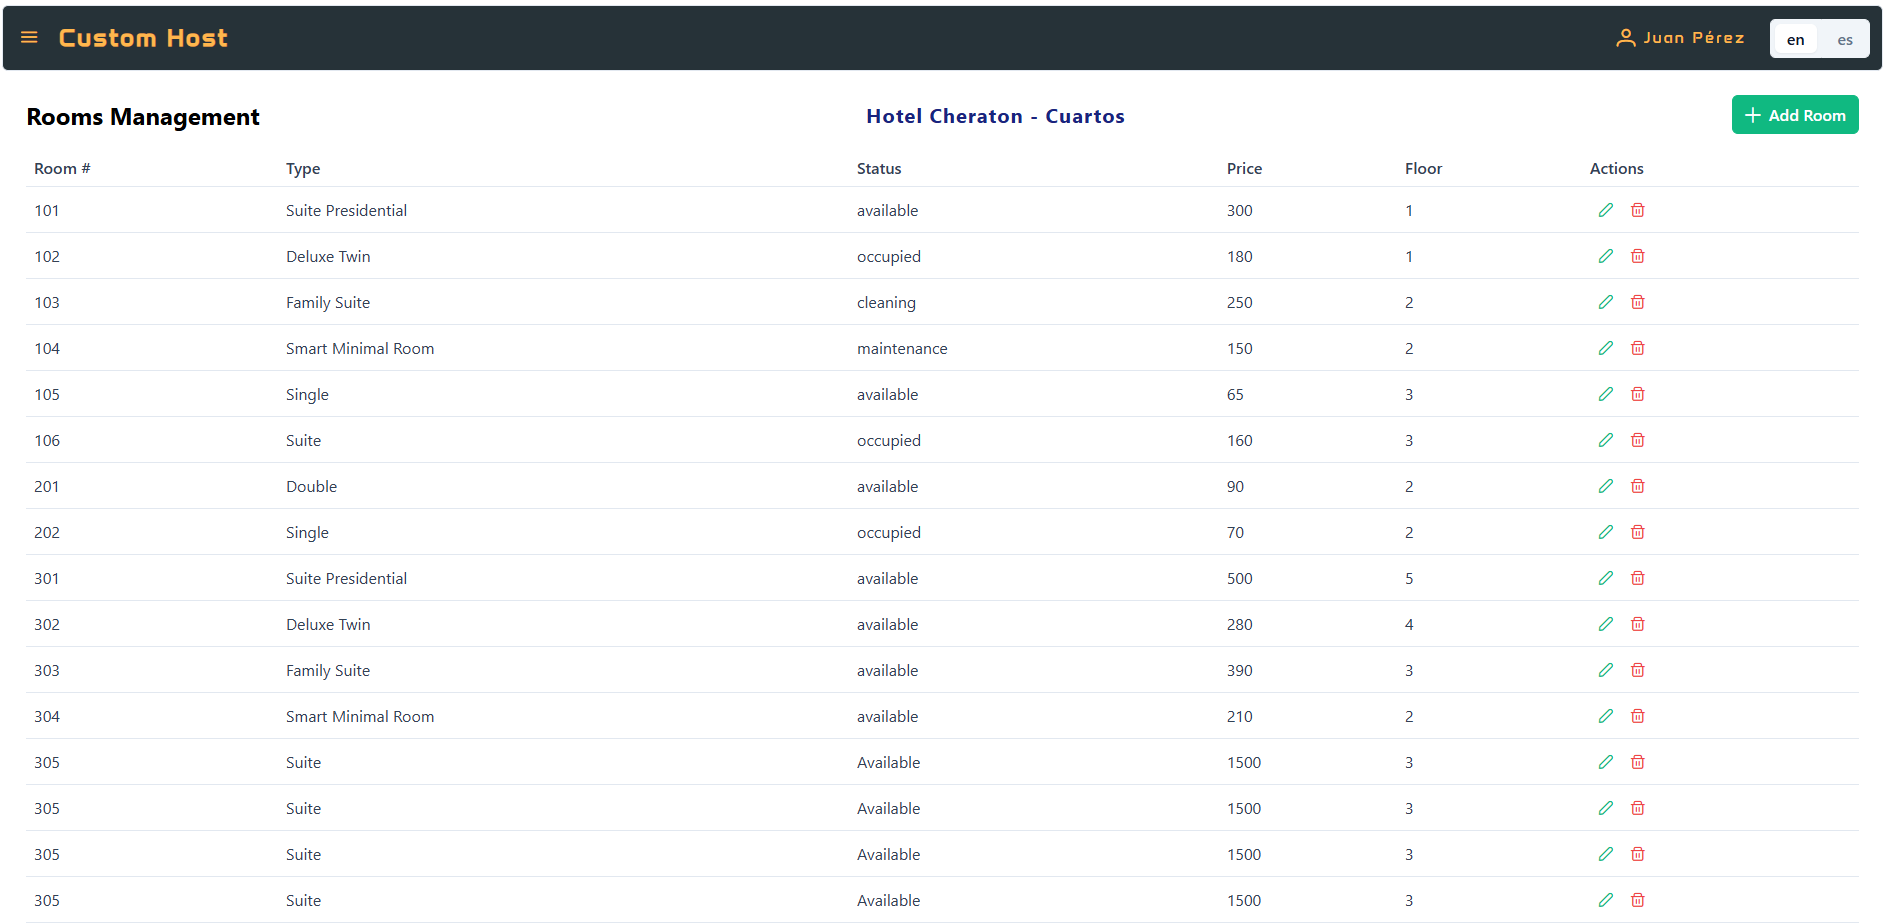 Custom Host Juan Pérez en es
Rooms Management Hotel Cheraton - Cuartos Add Room
Room # Type Status Price Floor Actions
101 Suite Presidential available 300 1
102 Deluxe Twin occupied 180 1
103 Family Suite cleaning 250 2
104 Smart Minimal Room maintenance 150 2
105 Single available 65 3
106 Suite occupied 160 3
201 Double available 90 2
202 Single occupied 70 2
301 Suite Presidential available 500 5
302 Deluxe Twin available 280 4
303 Family Suite available 390 3
304 Smart Minimal Room available 210 2
305 Suite Available 1500 3
305 Suite Available 1500 3
305 Suite Available 1500 3
305 Suite Available 1500 3